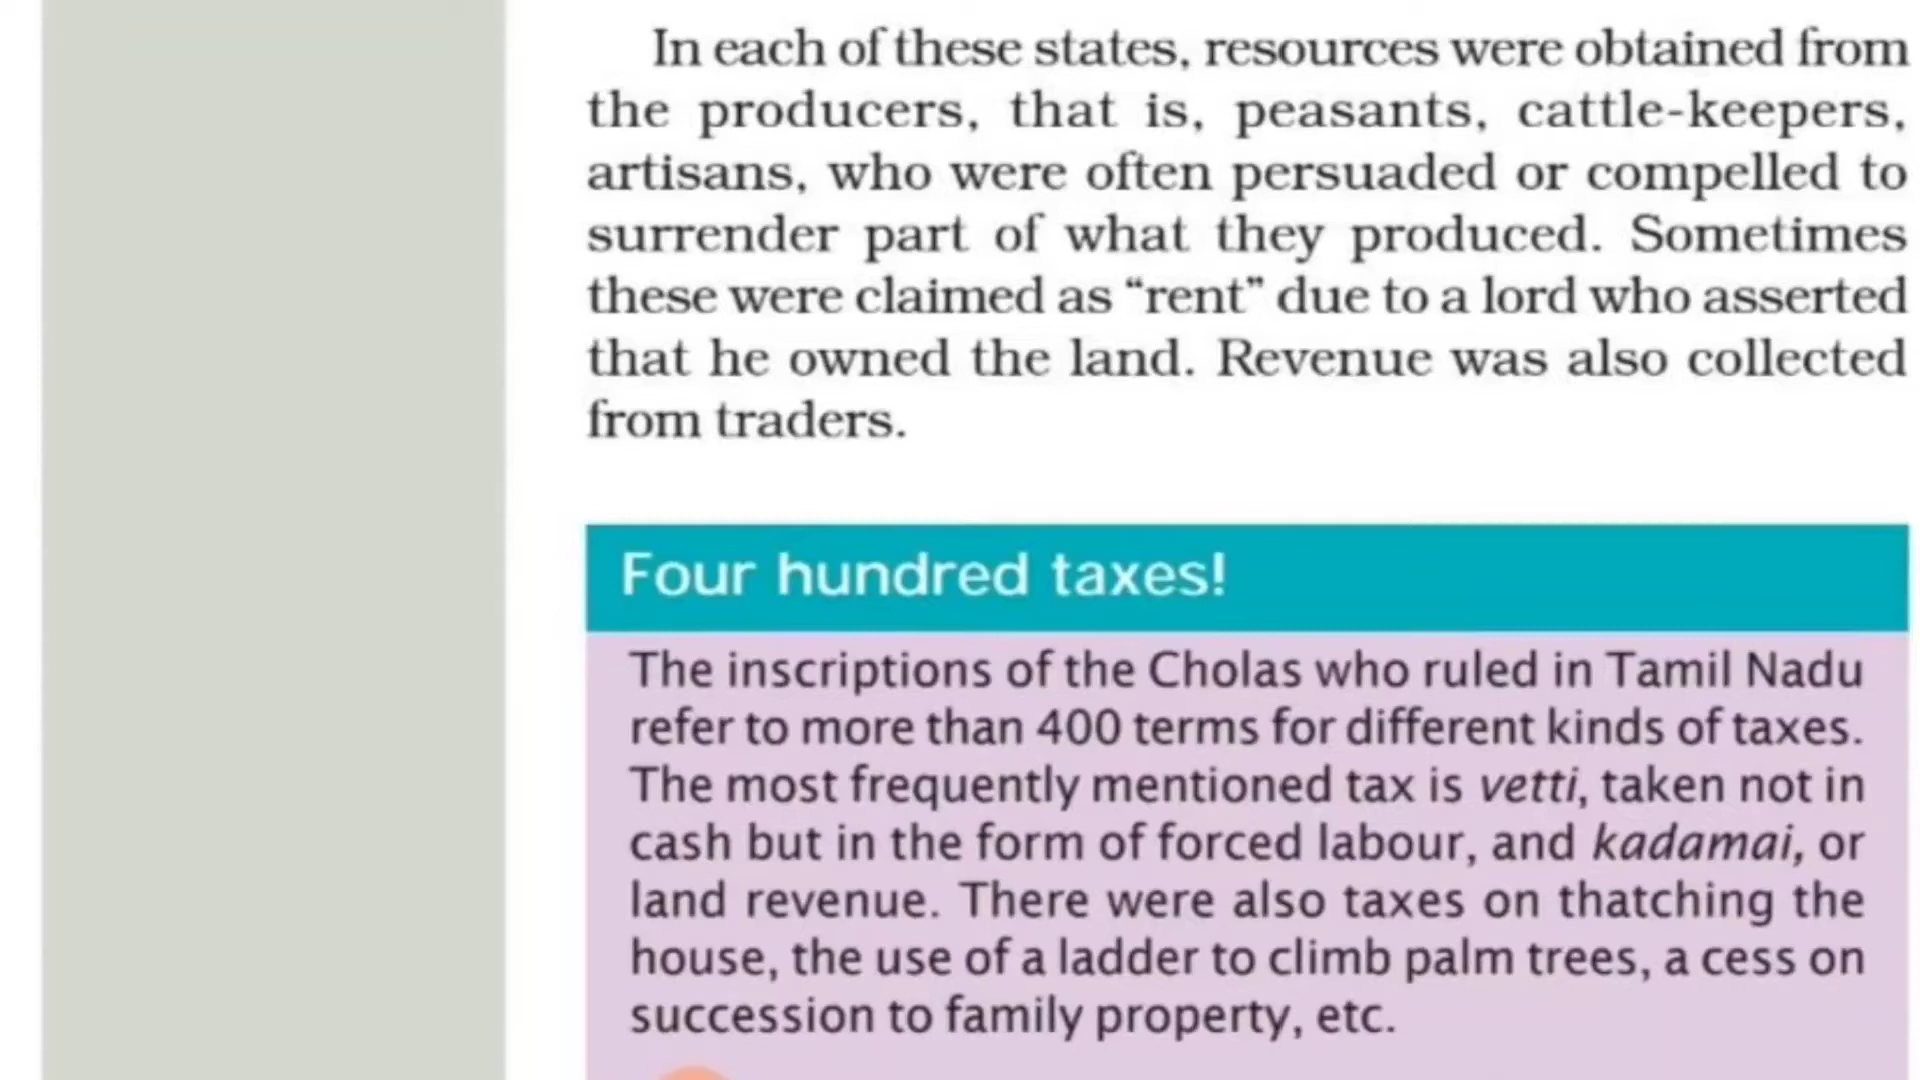 In each of these states, resources were obtained from
the producers, that is, peasants, cattle-keepers,
artisans, who were often persuaded or compelled to
surrender part of what they produced. Sometimes
these were claimed as “rent” due to a lord who asserted
that he owned the land. Revenue was also collected
from traders.
Four hundred taxes!
The inscriptions of the Cholas who ruled in Tamil Nadu
refer to more than 400 terms for different kinds of taxes.
The most frequently mentioned tax is vetti, taken not in
cash but in the form of forced labour, and kadamai, or
land revenue. There were also taxes on thatching the
house, the use of a ladder to climb palm trees, a cess on
succession to family property, etc.